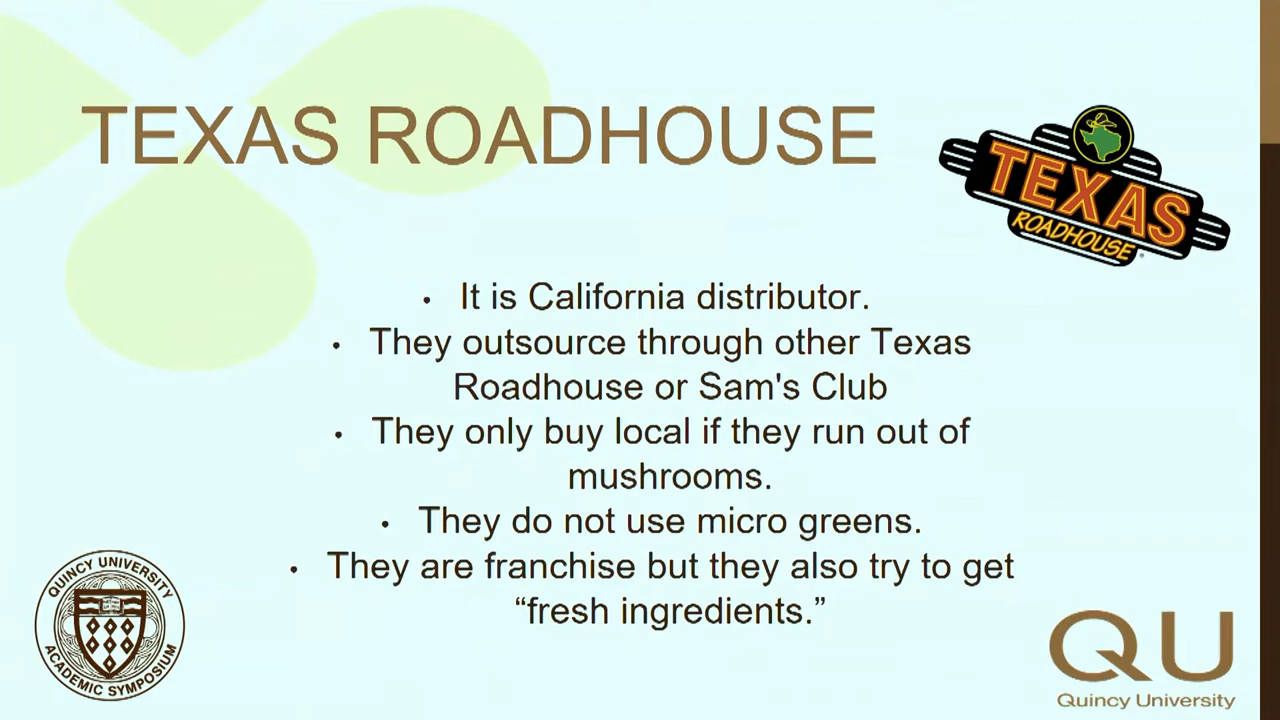 TEXAS ROADHOUSE
TEXAS
ROADHOUSE
• It is California distributor.
• They outsource through other Texas
Roadhouse or Sam's Club
• They only buy local if they run out of
mushrooms.
• They do not use micro greens.
• They are franchise but they also try to get
“fresh ingredients.”
QUINCY UNIVERSITY
ACADEMIC SYMPOSIUM
QU
Quincy University